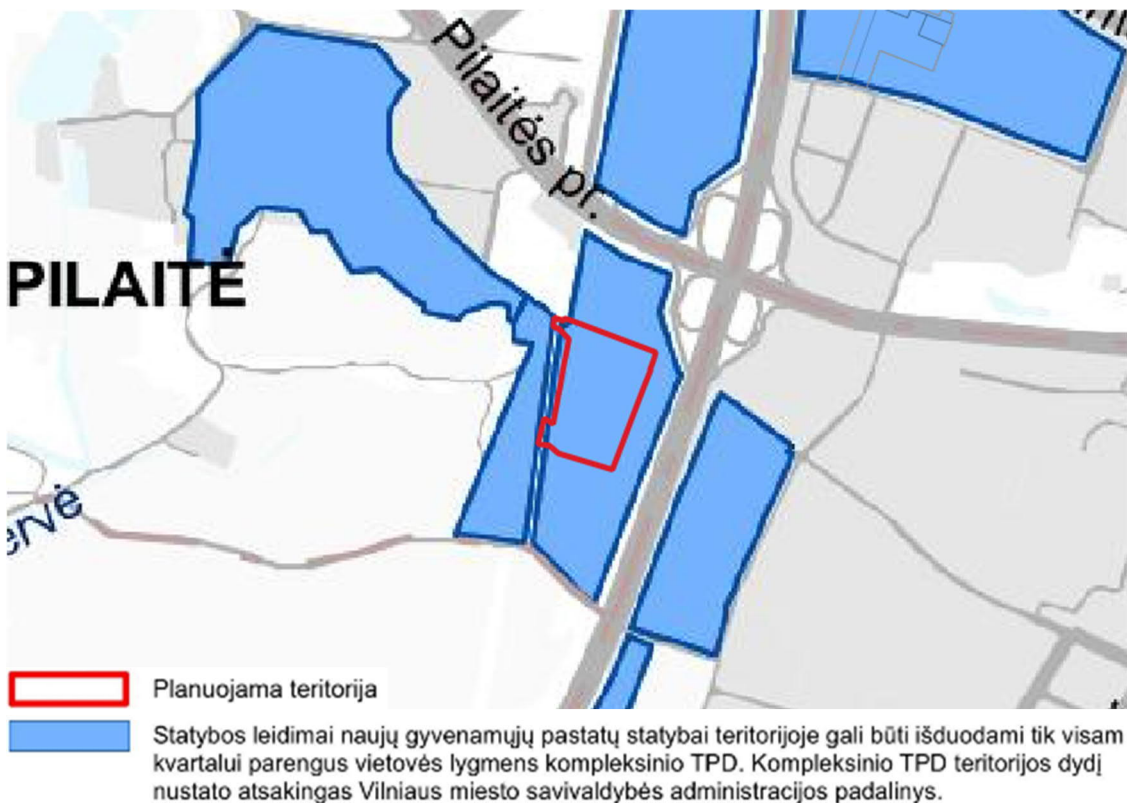 Pilaitės pr.
PILAITĖ
ervė
Planuojama teritorija
Statybos leidimai naujų gyvenamųjų pastatų statybai teritorijoje gali būti išduodami tik visam
kvartalui parengus vietovės lygmens kompleksinio TPD. Kompleksinio TPD teritorijos dydį
nustato atsakingas Vilniaus miesto savivaldybės administracijos padalinys.